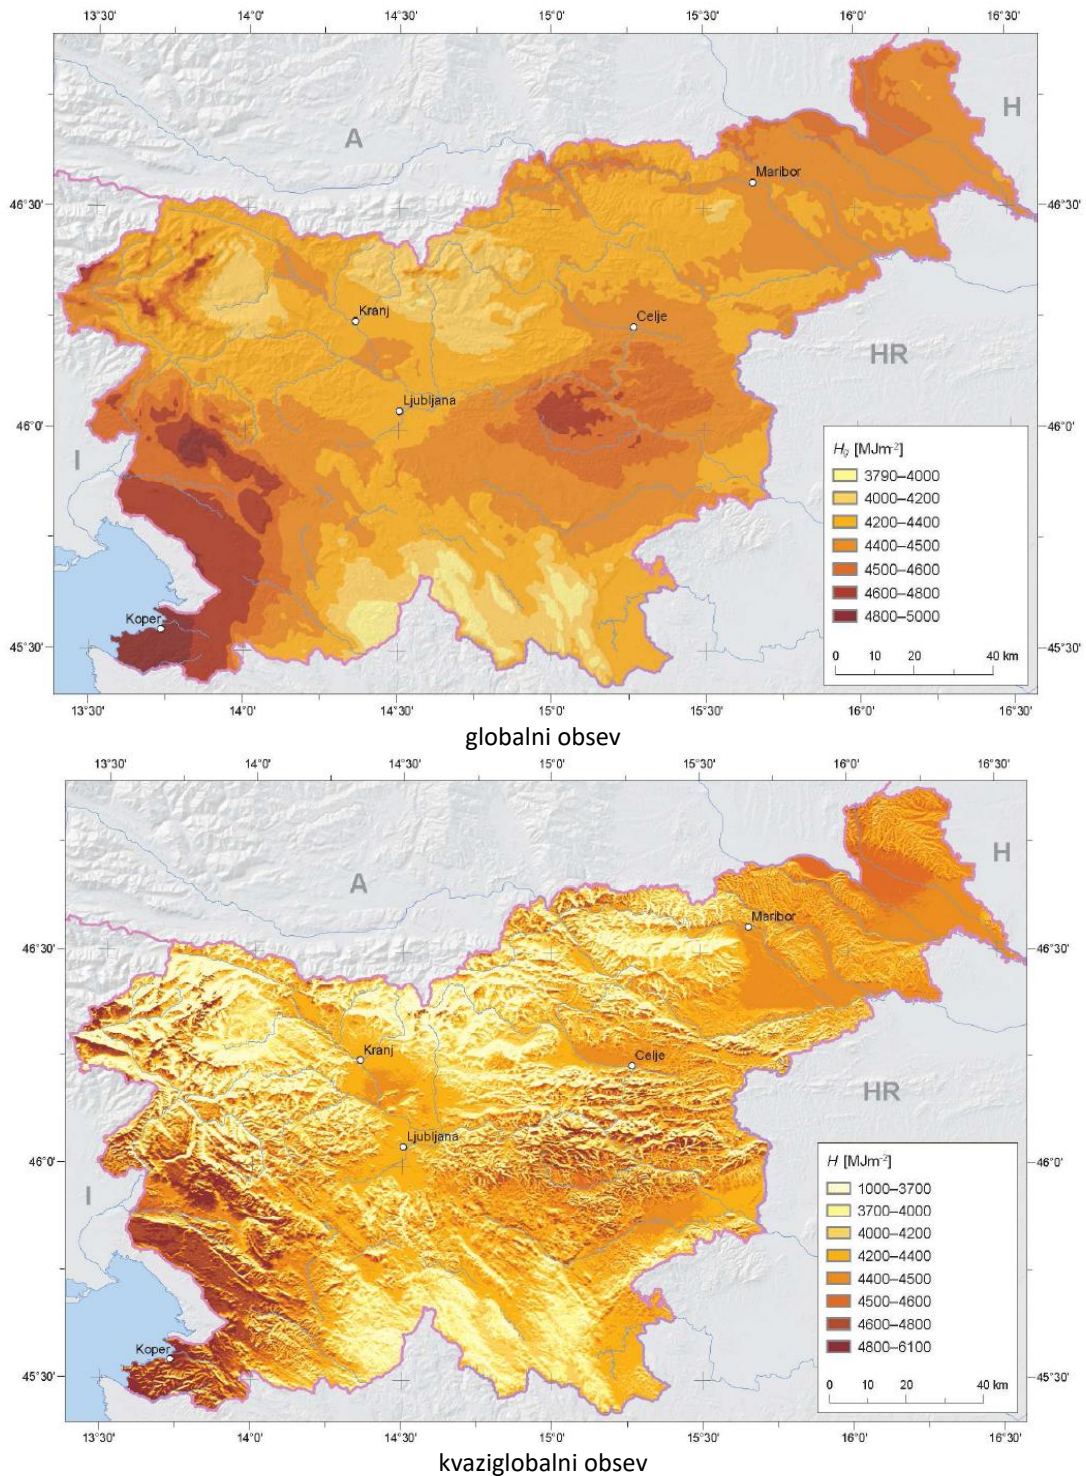 13°30' 14°0' 14°30' 15°0' 15°30' 16°0' 16°30'
A
H
Maribor
46°30' 46°30'
Kranj
Celje
HR
Ljubljana
46°0' 46°0'
I
Hg [MJm-2]
3790–4000
4000–4200
4200–4400
4400–4500
4500–4600
4600–4800
4800–5000
Koper
45°30' 45°30'
0 10 20 40 km
13°30' 14°0' 14°30' 15°0' 15°30' 16°0' 16°30'
globalni obsev
13°30' 14°0' 14°30' 15°0' 15°30' 16°0' 16°30'
A
H
Maribor
46°30' 46°30'
Kranj
Celje
HR
Ljubljana
46°0' 46°0'
I
H [MJm-2]
1000–3700
3700–4000
4000–4200
4200–4400
4400–4500
4500–4600
4600–4800
4800–6100
Koper
45°30' 45°30'
0 10 20 40 km
13°30' 14°0' 14°30' 15°0' 15°30' 16°0' 16°30'
kvaziglobalni obsev